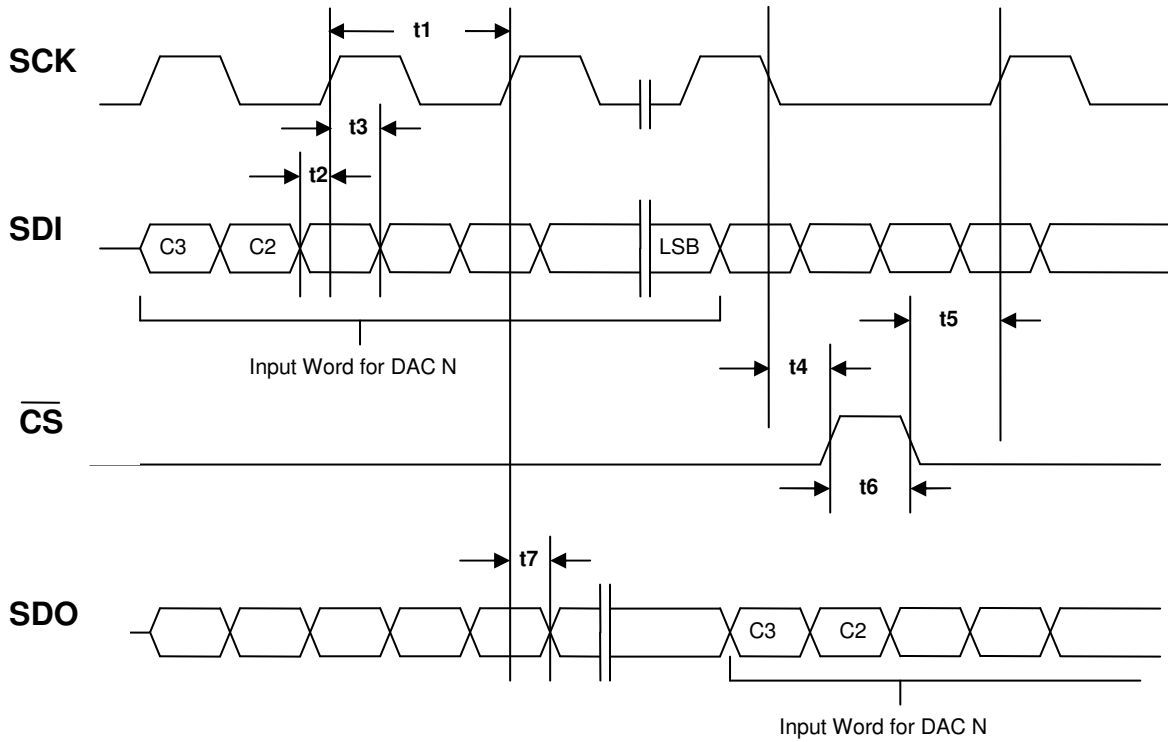 t1
SCK
t3
t2
SDI
C3 C2 LSB
t5
Input Word for DAC N
t4
CS
t6
t7
SDO
C3 C2
Input Word for DAC N